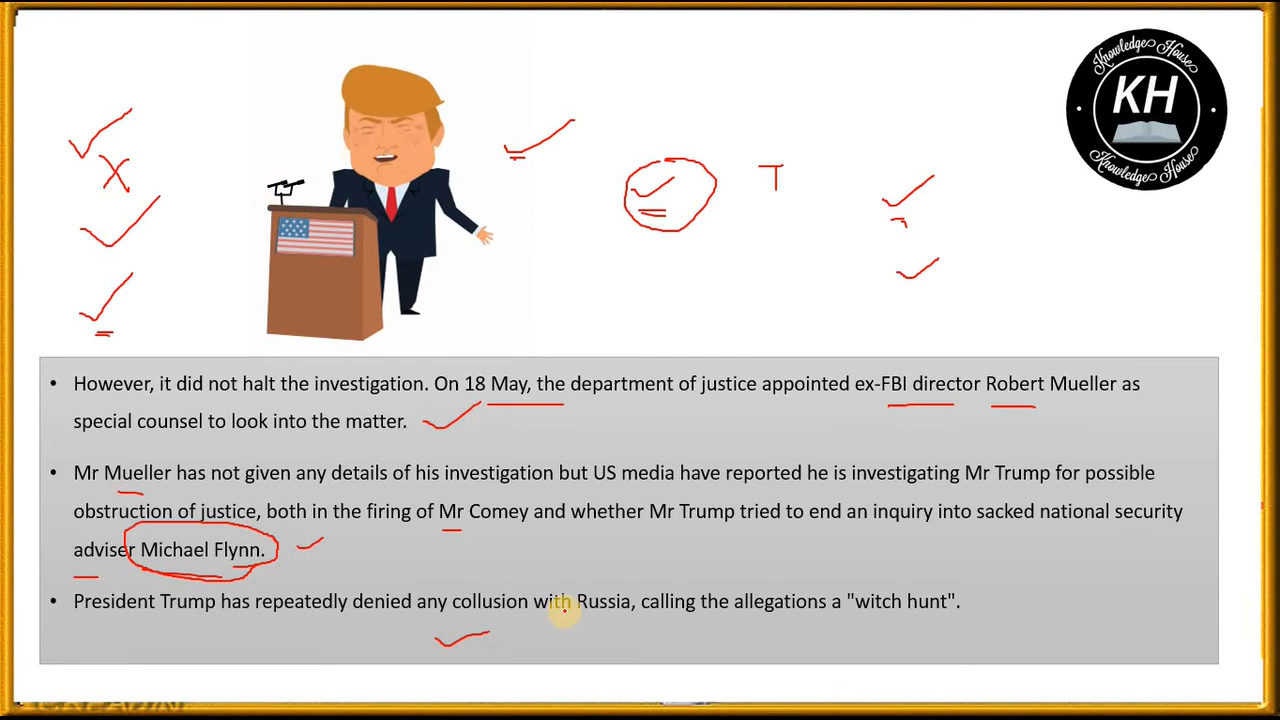 Knowledge House
KH
Knowledge House
X
T
• However, it did not halt the investigation. On 18 May, the department of justice appointed ex-FBI director Robert Mueller as
special counsel to look into the matter.
• Mr Mueller has not given any details of his investigation but US media have reported he is investigating Mr Trump for possible
obstruction of justice, both in the firing of Mr Comey and whether Mr Trump tried to end an inquiry into sacked national security
adviser Michael Flynn.
• President Trump has repeatedly denied any collusion with Russia, calling the allegations a "witch hunt".